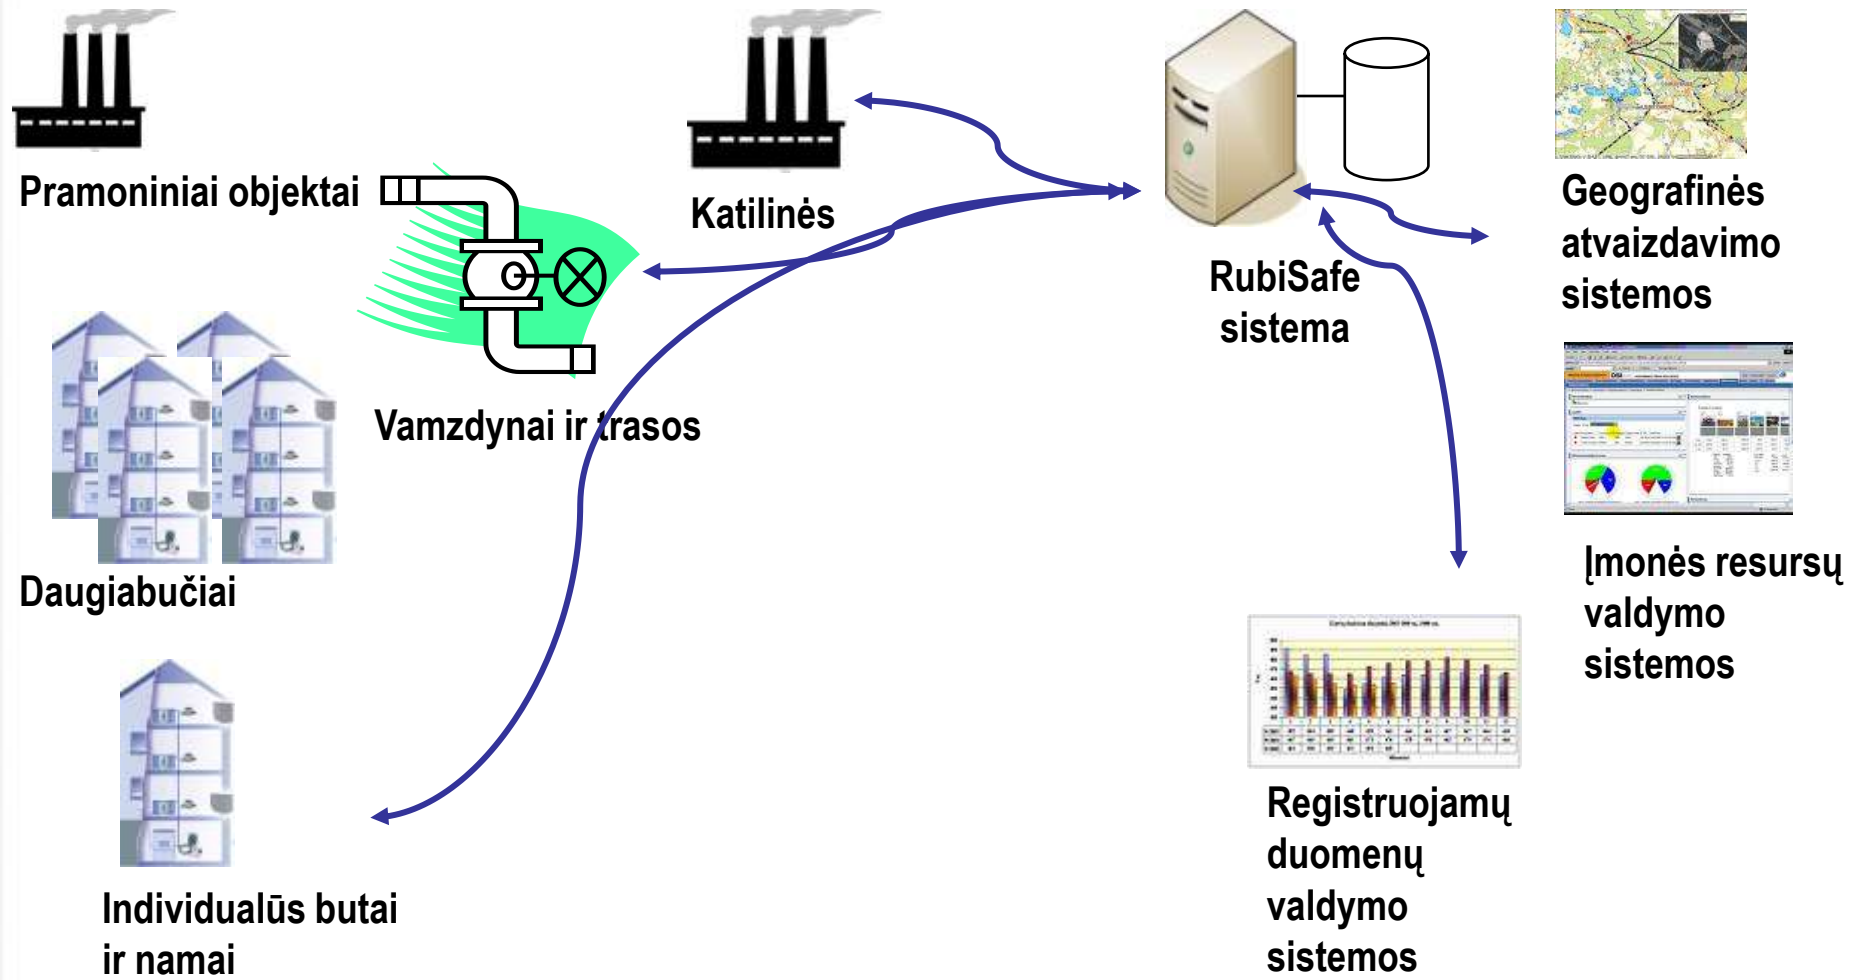 Pramoniniai objektai
Katilinės
Vamzdynai ir trasos
Daugiabučiai
Individualūs butai
ir namai
RubiSafe
sistema
Geografinės
atvaizdavimo
sistemos
Įmonės resursų
valdymo
sistemos
Registruojamų
duomenų
valdymo
sistemos